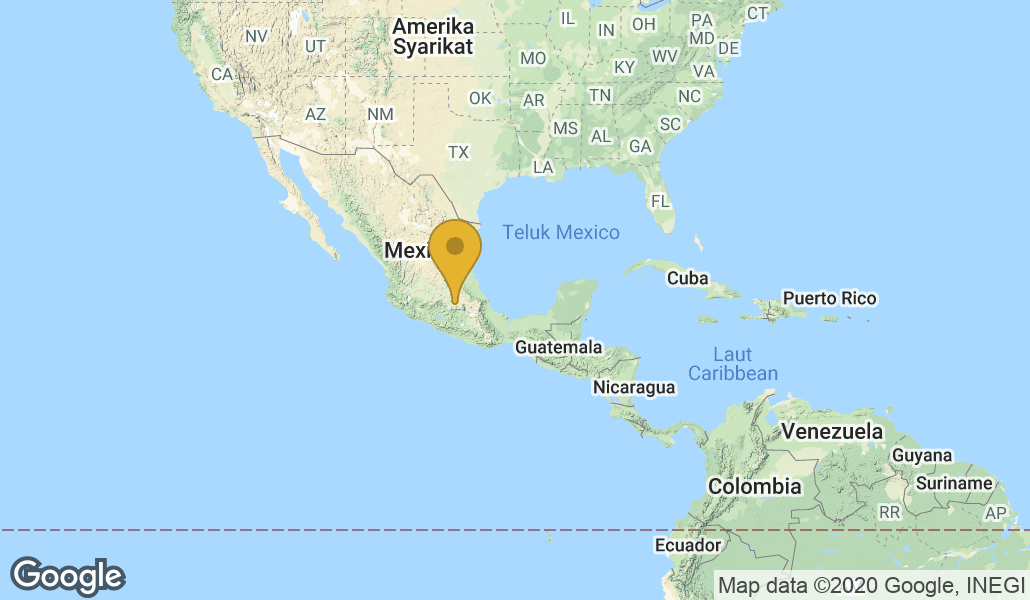 Amerika
Syarikat
NV
UT
CA
AZ
NM
OK
TX
MO
AR
MS
LA
IL
IN
OH
KY
TN
AL
GA
FL
WV
VA
NC
SC
PA
MD
DE
CT
Mexi
Teluk Mexico
Cuba
Puerto Rico
Guatemala
Laut
Caribbean
Nicaragua
Venezuela
Guyana
Colombia
Suriname
RR
AP
Ecuador
Google
Map data ©2020 Google, INEGI